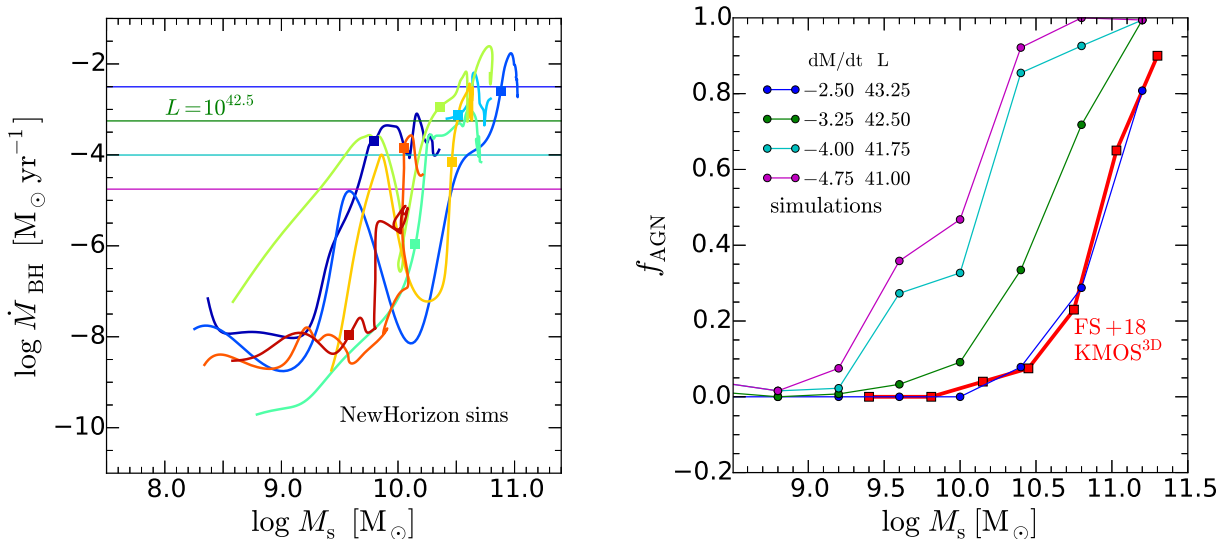 −2
−4
−6
−8
−10
8.0 9.0 10.0 11.0
log Ṁ_BH [M_⊙ yr⁻¹]
L = 10^42.5
NewHorizon sims
log M_s [M_⊙]
1.0
0.8
0.6
0.4
0.2
0.0
−0.2
9.0 9.5 10.0 10.5 11.0 11.5
f_AGN
dM/dt L
−2.50 43.25
−3.25 42.50
−4.00 41.75
−4.75 41.00
simulations
FS+18
KMOS^3D
log M_s [M_⊙]